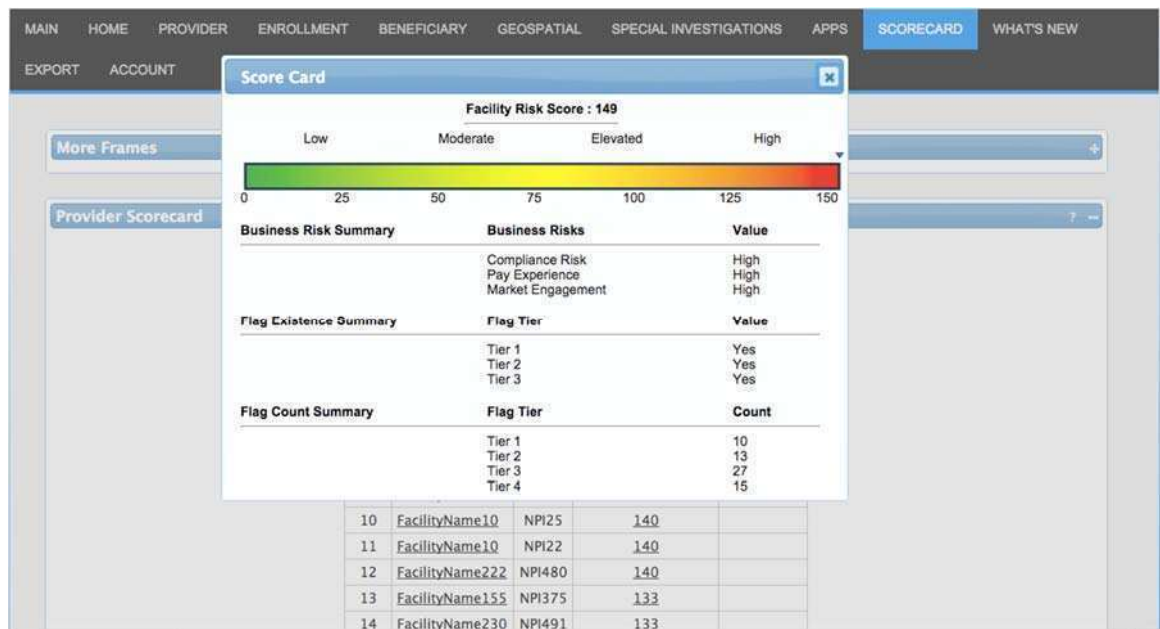 MAIN HOME PROVIDER ENROLLMENT BENEFICIARY GEOSPATIAL SPECIAL INVESTIGATIONS APPS SCORECARD WHAT'S NEW
EXPORT ACCOUNT
Score Card
Facility Risk Score : 149
Low Moderate Elevated High
More Frames +
0 25 50 75 100 125 150
Provider Scorecard ? −
Business Risk Summary Business Risks Value
Compliance Risk High
Pay Experience High
Market Engagement High
Flag Existence Summary Flag Tier Value
Tier 1 Yes
Tier 2 Yes
Tier 3 Yes
Flag Count Summary Flag Tier Count
Tier 1 10
Tier 2 13
Tier 3 27
Tier 4 15
10 FacilityName10 NPI25 140
11 FacilityName10 NPI22 140
12 FacilityName222 NPI480 140
13 FacilityName155 NPI375 133
14 FacilityName230 NPI491 133